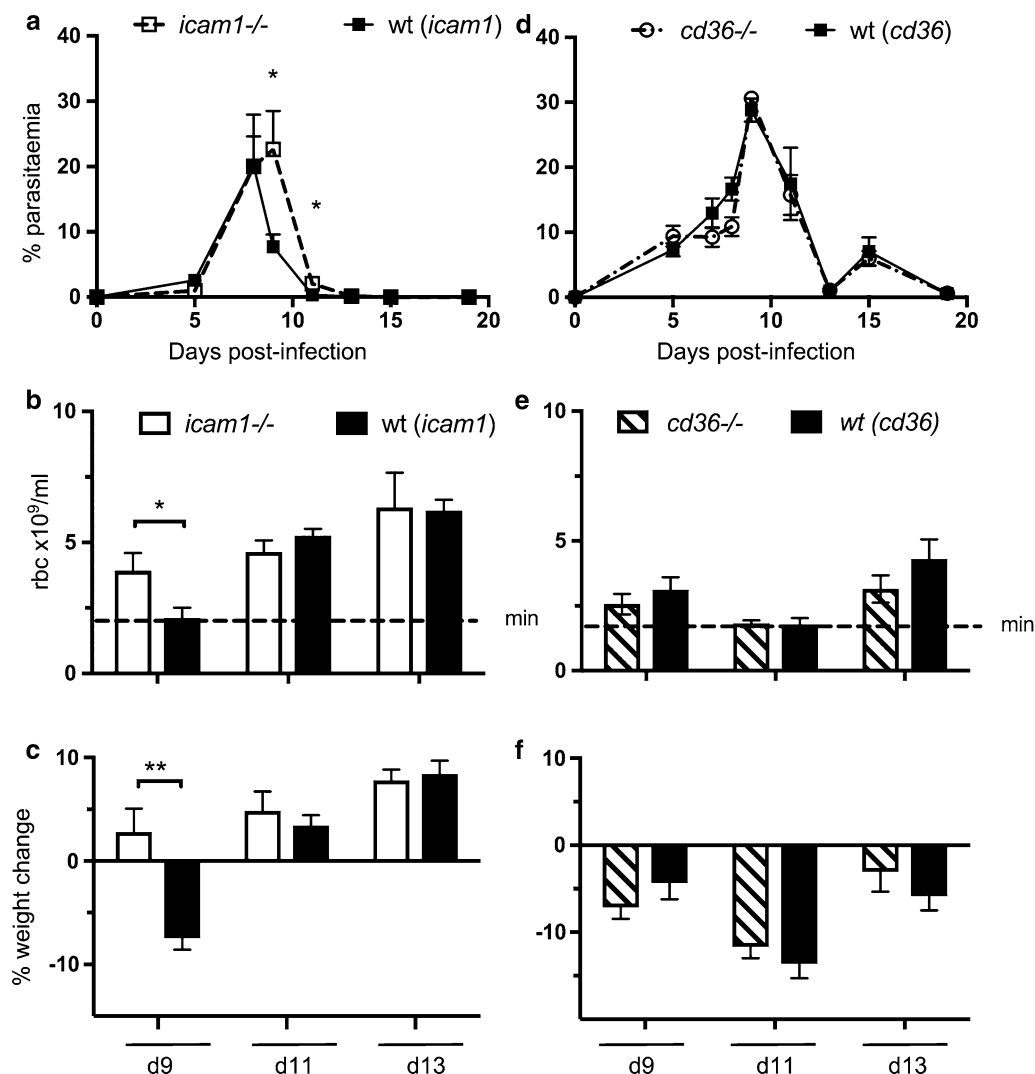 a icam1-/- wt (icam1)
40
30
20
10
0
% parasitaemia
* *
0 5 10 15 20
Days post-infection
d cd36-/- wt (cd36)
40
30
20
10
0
0 5 10 15 20
Days post-infection
b
10
5
0
rbc x10⁹/ml
icam1-/- wt (icam1)
*
min
e
10
5
0
cd36-/- wt (cd36)
min
c
10
0
-10
% weight change
**
d9 d11 d13
f
10
0
-10
d9 d11 d13